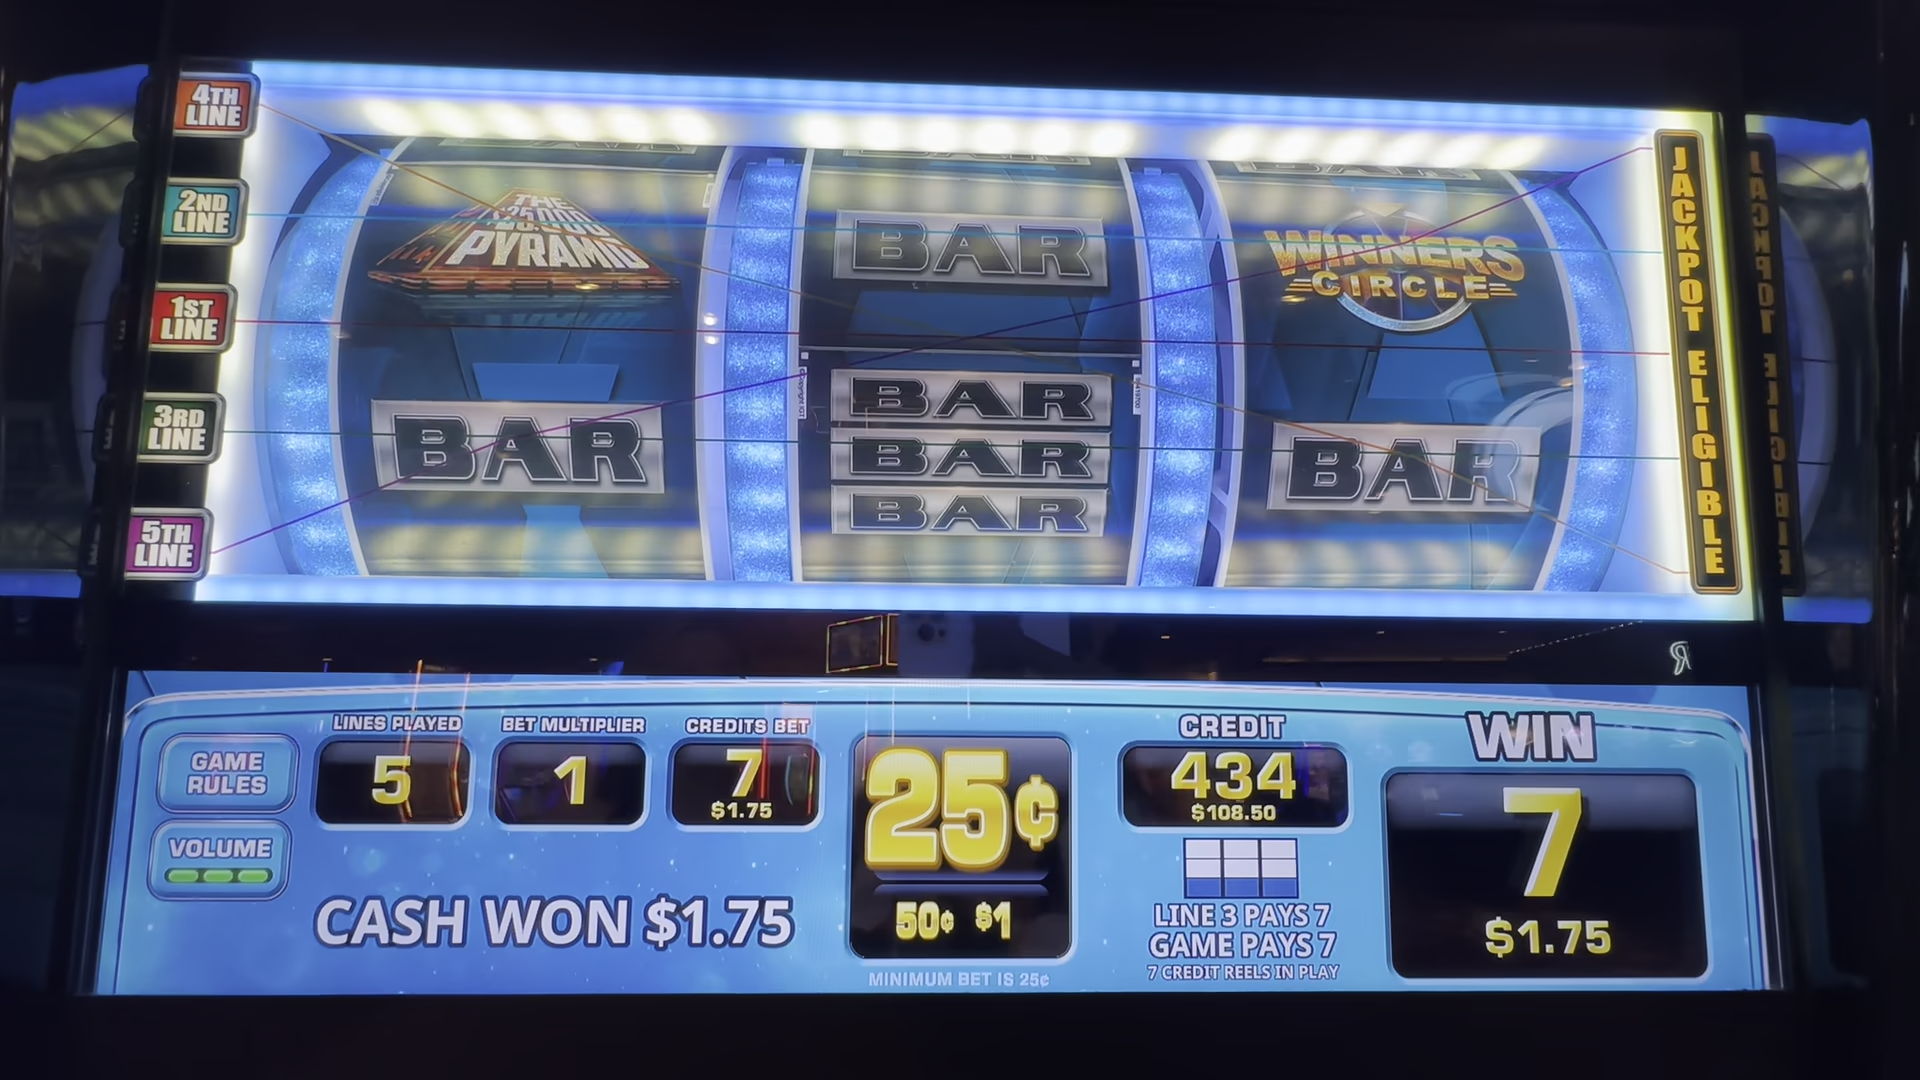 4TH
LINE
2ND
LINE
1ST
LINE
3RD
LINE
5TH
LINE
THE
$25,000
PYRAMID
BAR
BAR
BAR
BAR
BAR
WINNERS
CIRCLE
BAR
JACKPOT ELIGIBLE
GAME
RULES
VOLUME
LINES PLAYED
5
BET MULTIPLIER
1
CREDITS BET
7
$1.75
CASH WON $1.75
25¢
50¢ $1
MINIMUM BET IS 25¢
CREDIT
434
$108.50
LINE 3 PAYS 7
GAME PAYS 7
7 CREDIT REELS IN PLAY
WIN
7
$1.75